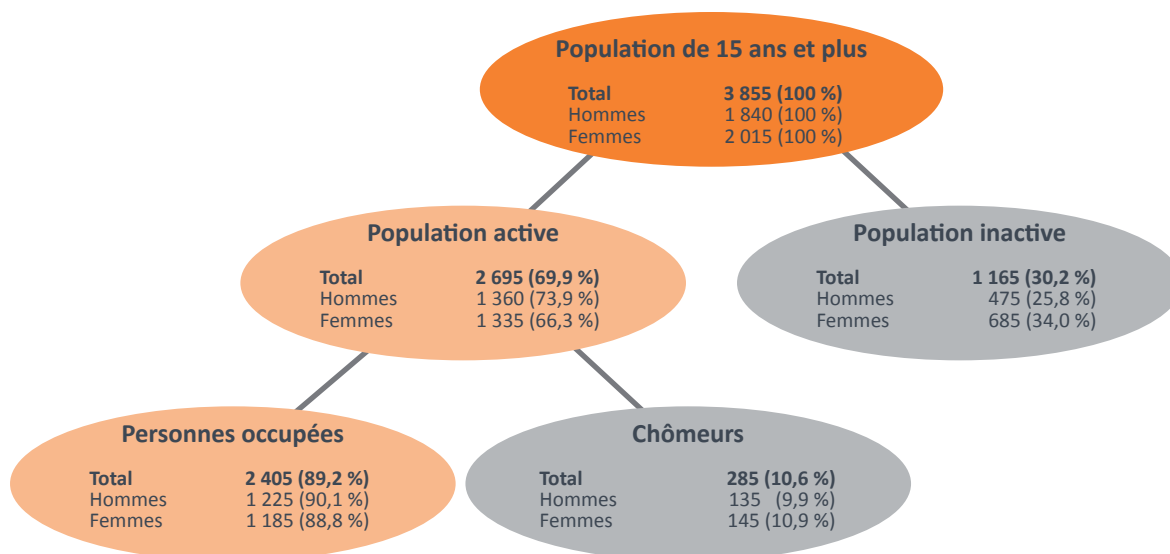 Population de 15 ans et plus
Total 3 855 (100 %)
Hommes 1 840 (100 %)
Femmes 2 015 (100 %)
Population active
Total 2 695 (69,9 %)
Hommes 1 360 (73,9 %)
Femmes 1 335 (66,3 %)
Population inactive
Total 1 165 (30,2 %)
Hommes 475 (25,8 %)
Femmes 685 (34,0 %)
Personnes occupées
Total 2 405 (89,2 %)
Hommes 1 225 (90,1 %)
Femmes 1 185 (88,8 %)
Chômeurs
Total 285 (10,6 %)
Hommes 135 (9,9 %)
Femmes 145 (10,9 %)